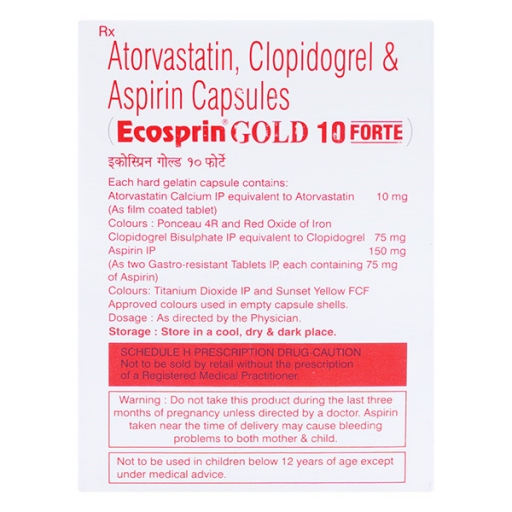 Rx
Atorvastatin, Clopidogrel &
Aspirin Capsules
(Ecosprin® GOLD 10 FORTE)
इकोस्प्रिन गोल्ड १० फोर्टे
Each hard gelatin capsule contains:
Atorvastatin Calcium IP equivalent to Atorvastatin 10 mg
(As film coated tablet)
Colours : Ponceau 4R and Red Oxide of Iron
Clopidogrel Bisulphate IP equivalent to Clopidogrel 75 mg
Aspirin IP 150 mg
(As two Gastro-resistant Tablets IP, each containing 75 mg
of Aspirin)
Colours: Titanium Dioxide IP and Sunset Yellow FCF
Approved colours used in empty capsule shells.
Dosage : As directed by the Physician.
Storage : Store in a cool, dry & dark place.
SCHEDULE H PRESCRIPTION DRUG-CAUTION
Not to be sold by retail without the prescription
of a Registered Medical Practitioner.
Warning : Do not take this product during the last three
months of pregnancy unless directed by a doctor. Aspirin
taken near the time of delivery may cause bleeding
problems to both mother & child.
Not to be used in children below 12 years of age except
under medical advice.